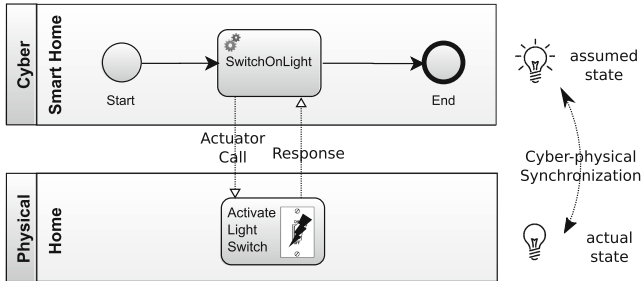 Cyber
Smart Home
Start
SwitchOnLight
End
assumed
state
Actuator
Call
Response
Cyber-physical
Synchronization
Physical
Home
Activate
Light
Switch
actual
state